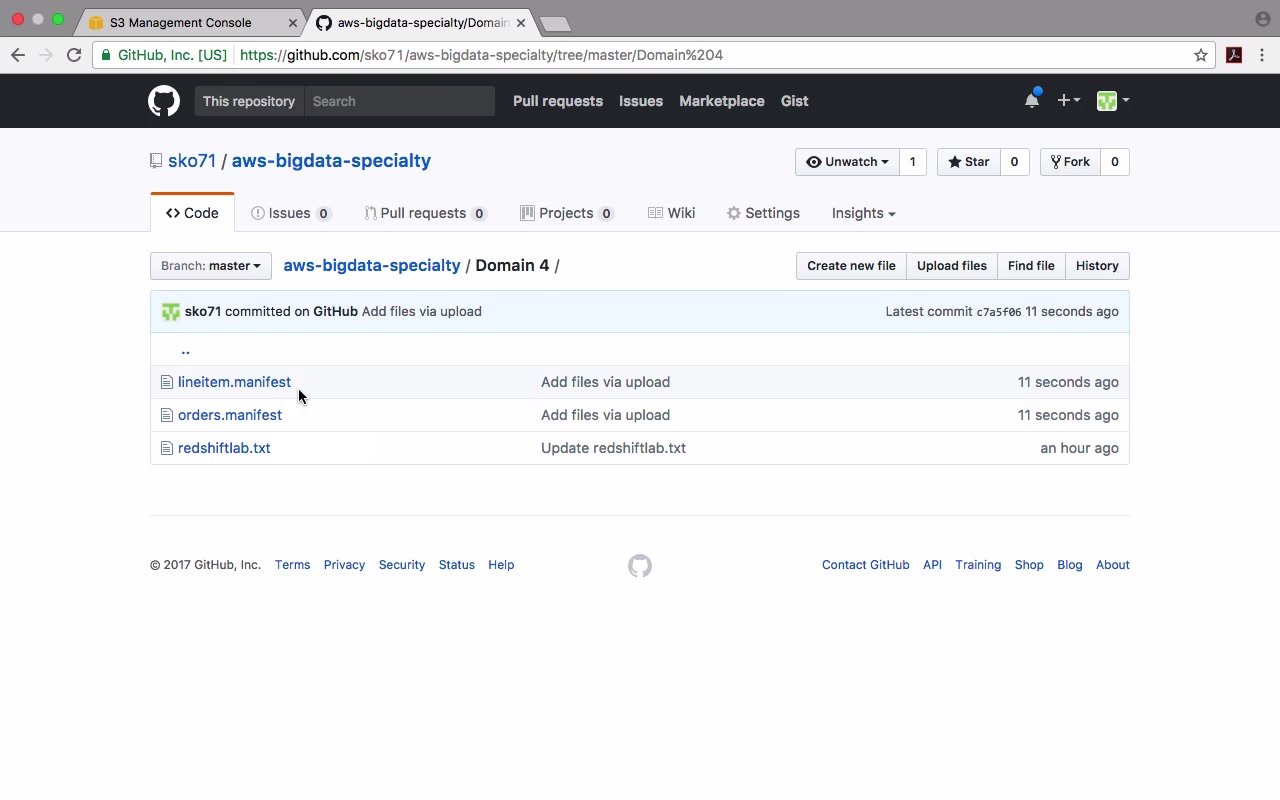 S3 Management Console
aws-bigdata-specialty/Domain
GitHub, Inc. [US] https://github.com/sko71/aws-bigdata-specialty/tree/master/Domain%204
This repository Search Pull requests Issues Marketplace Gist
sko71 / aws-bigdata-specialty
Unwatch 1 Star 0 Fork 0
Code Issues 0 Pull requests 0 Projects 0 Wiki Settings Insights
Branch: master aws-bigdata-specialty / Domain 4 /
Create new file Upload files Find file History
sko71 committed on GitHub Add files via upload Latest commit c7a5f06 11 seconds ago
..
lineitem.manifest Add files via upload 11 seconds ago
orders.manifest Add files via upload 11 seconds ago
redshiftlab.txt Update redshiftlab.txt an hour ago
© 2017 GitHub, Inc. Terms Privacy Security Status Help Contact GitHub API Training Shop Blog About